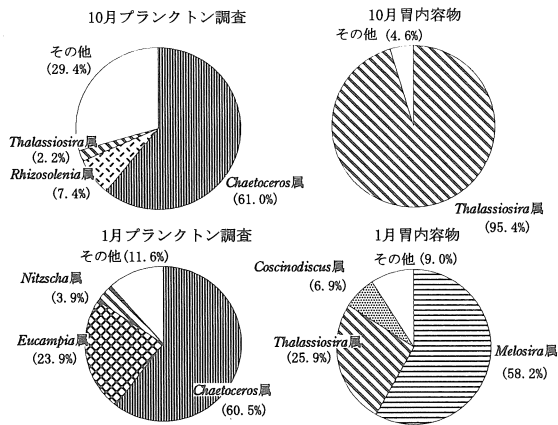 10月プランクトン調査
その他
(29.4%)
Thalassiosira属
(2.2%)
Rhizosolenia属
(7.4%)
Chaetoceros属
(61.0%)
10月胃内容物
その他 (4.6%)
Thalassiosira属
(95.4%)
1月プランクトン調査
その他(11.6%)
Nitzscha属
(3.9%)
Eucampia属
(23.9%)
Chaetoceros属
(60.5%)
1月胃内容物
その他 (9.0%)
Coscinodiscus属
(6.9%)
Thalassiosira属
(25.9%)
Melosira属
(58.2%)